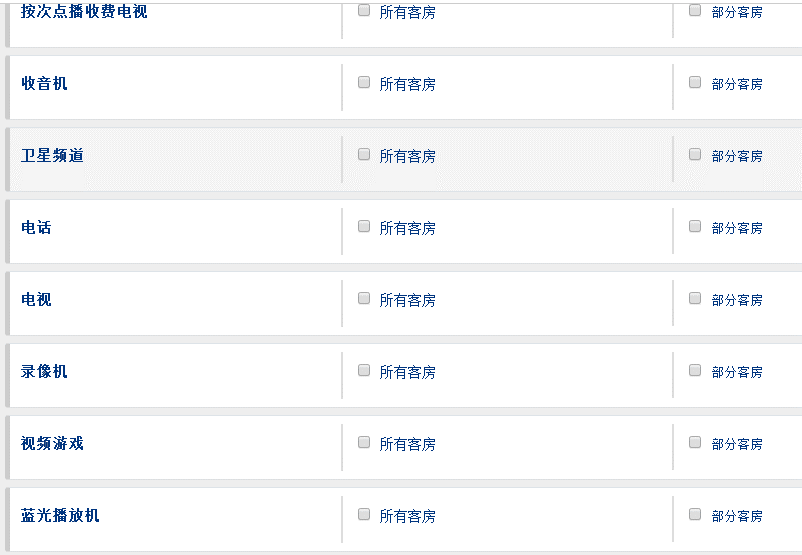 按次点播收费电视 所有客房 部分客房
收音机 所有客房 部分客房
卫星频道 所有客房 部分客房
电话 所有客房 部分客房
电视 所有客房 部分客房
录像机 所有客房 部分客房
视频游戏 所有客房 部分客房
蓝光播放机 所有客房 部分客房